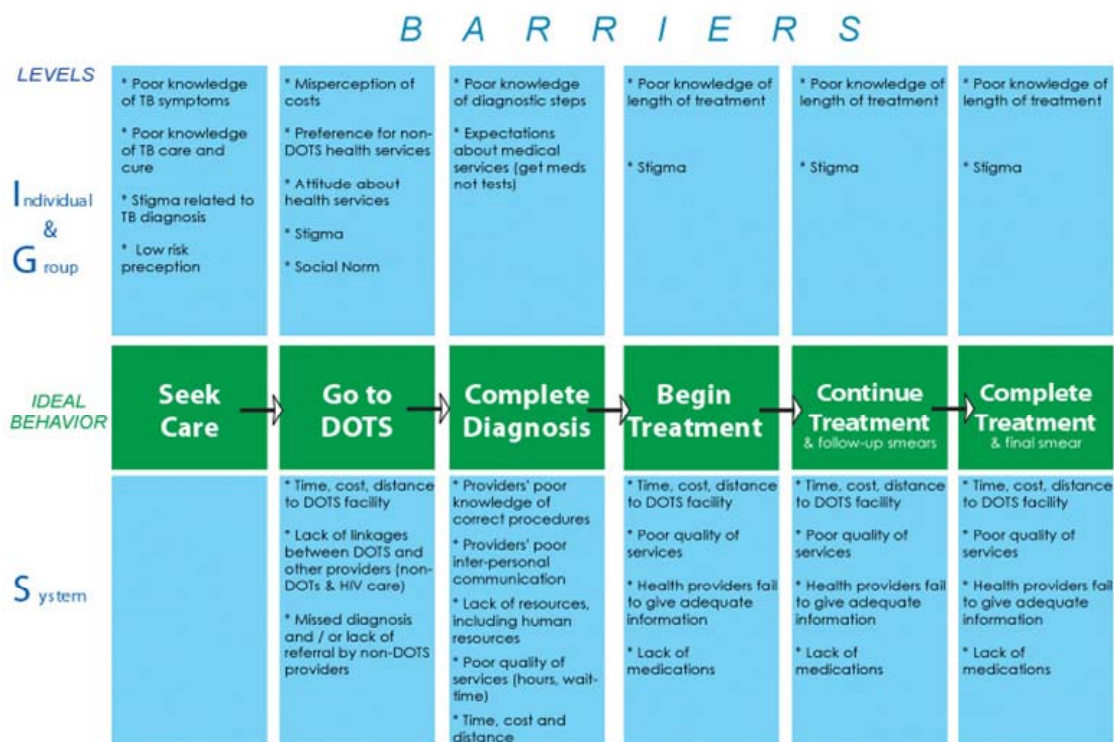 BARRIERS
LEVELS
Individual
&
Group
* Poor knowledge
of TB symptoms
* Poor knowledge
of TB care and
cure
* Stigma related to
TB diagnosis
* Low risk
preception
* Misperception of
costs
* Preference for non-
DOTS health services
* Attitude about
health services
* Stigma
* Social Norm
* Poor knowledge
of diagnostic steps
* Expectations
about medical
services (get meds
not tests)
* Poor knowledge of
length of treatment
* Stigma
* Poor knowledge of
length of treatment
* Stigma
* Poor knowledge of
length of treatment
* Stigma
IDEAL
BEHAVIOR
Seek
Care
Go to
DOTS
Complete
Diagnosis
Begin
Treatment
Continue
Treatment
& follow-up smears
Complete
Treatment
& final smear
System
* Time, cost, distance
to DOTS facility
* Lack of linkages
between DOTS and
other providers (non-
DOTs & HIV care)
* Missed diagnosis
and / or lack of
referral by non-DOTS
providers
* Providers' poor
knowledge of
correct procedures
* Providers' poor
inter-personal
communication
* Lack of resources,
including human
resources
* Poor quality of
services (hours, wait-
time)
* Time, cost and
distance
* Time, cost, distance
to DOTS facility
* Poor quality of
services
* Health providers fail
to give adequate
information
* Lack of
medications
* Time, cost, distance
to DOTS facility
* Poor quality of
services
* Health providers fail
to give adequate
information
* Lack of
medications
* Time, cost, distance
to DOTS facility
* Poor quality of
services
* Health providers fail
to give adequate
information
* Lack of
medications